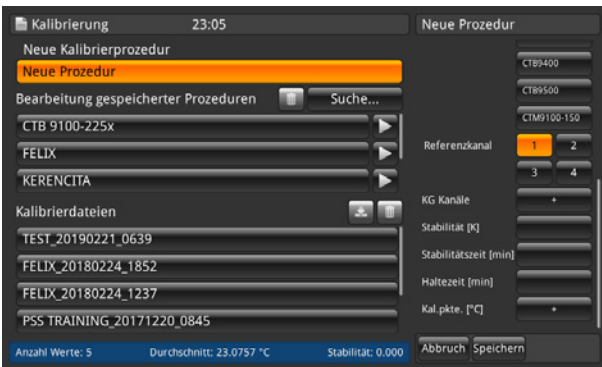 Kalibrierung 23:05
Neue Kalibrierprozedur
Neue Prozedur
Bearbeitung gespeicherter Prozeduren Suche...
CTB 9100-225x
FELIX
KERENCITA
Kalibrierdateien
TEST_20190221_0639
FELIX_20180224_1852
FELIX_20180224_1237
PSS TRAINING_20171220_0845
Anzahl Werte: 5 Durchschnitt: 23.0757 °C Stabilität: 0.000
Neue Prozedur
CTB9400
CTB9500
CTM9100-150
Referenzkanal 1 2
3 4
KG Kanäle +
Stabilität [K]
Stabilitätszeit [min]
Haltezeit [min]
Kal.pkte. [°C] +
Abbruch Speichern